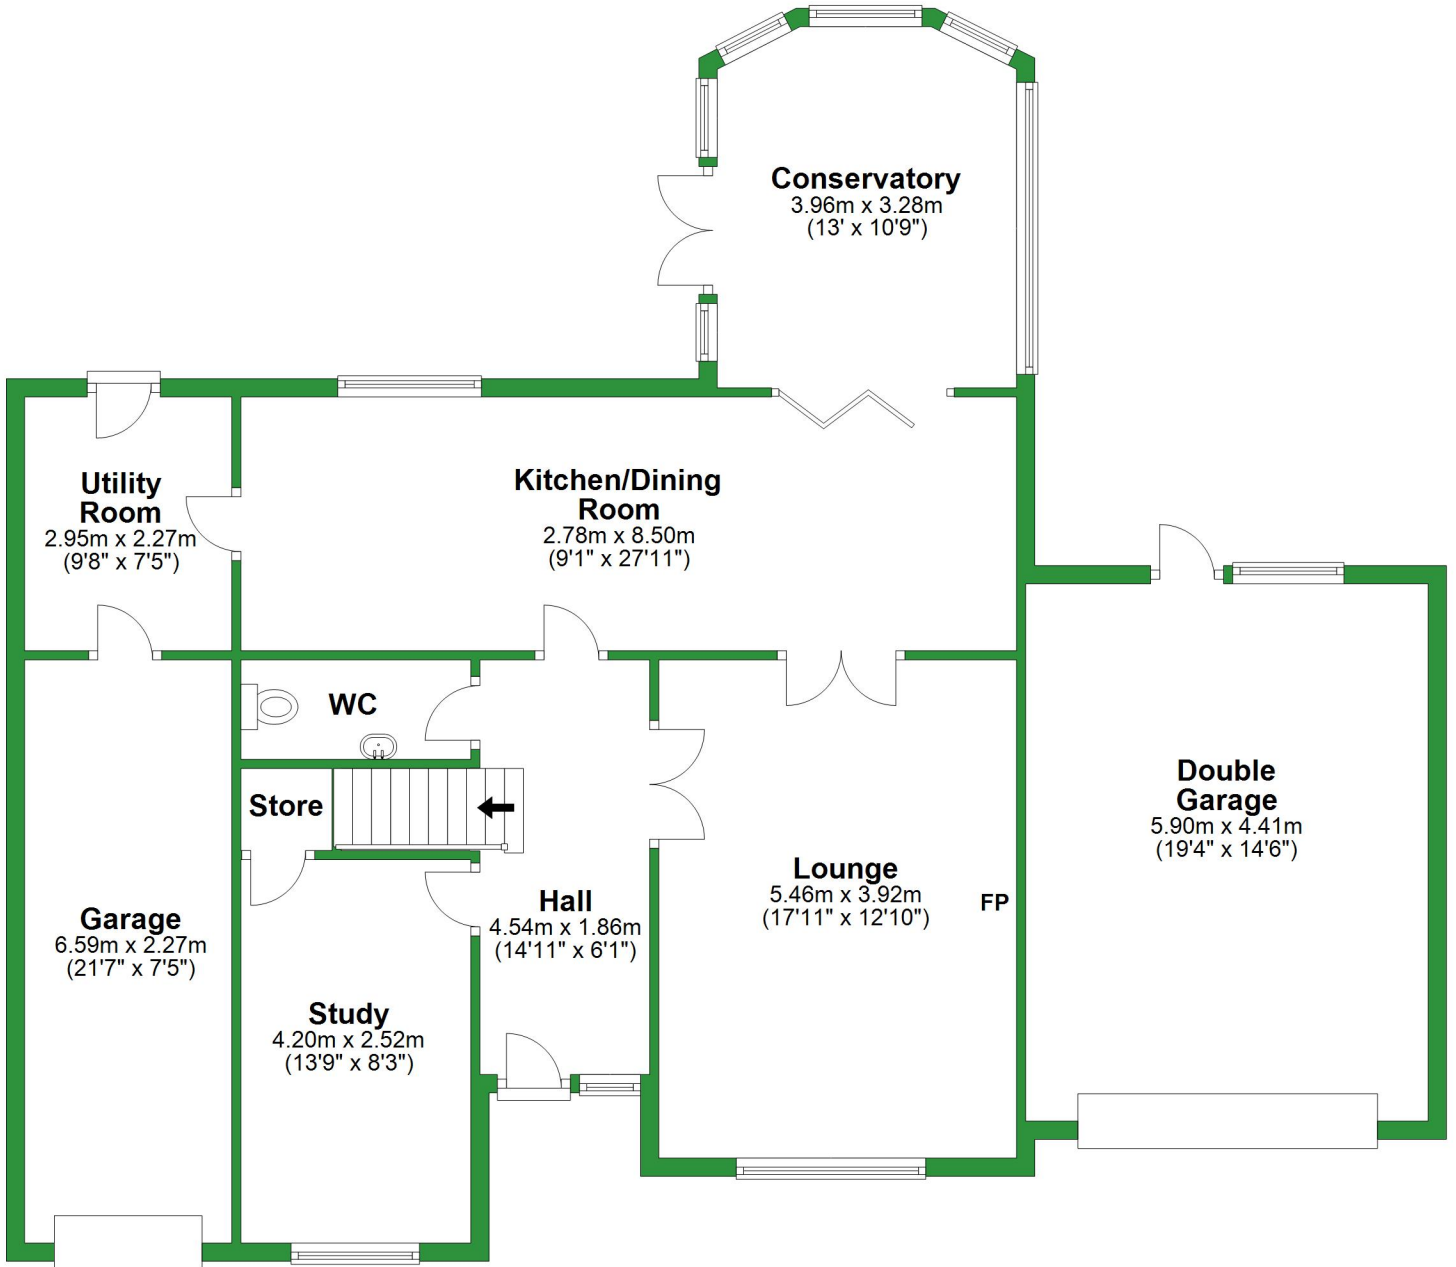 Conservatory
3.96m x 3.28m
(13' x 10'9")
Utility
Room
2.95m x 2.27m
(9'8" x 7'5")
Kitchen/Dining
Room
2.78m x 8.50m
(9'1" x 27'11")
WC
Store
Double
Garage
5.90m x 4.41m
(19'4" x 14'6")
Lounge
5.46m x 3.92m
(17'11" x 12'10")
FP
Hall
4.54m x 1.86m
(14'11" x 6'1")
Garage
6.59m x 2.27m
(21'7" x 7'5")
Study
4.20m x 2.52m
(13'9" x 8'3")